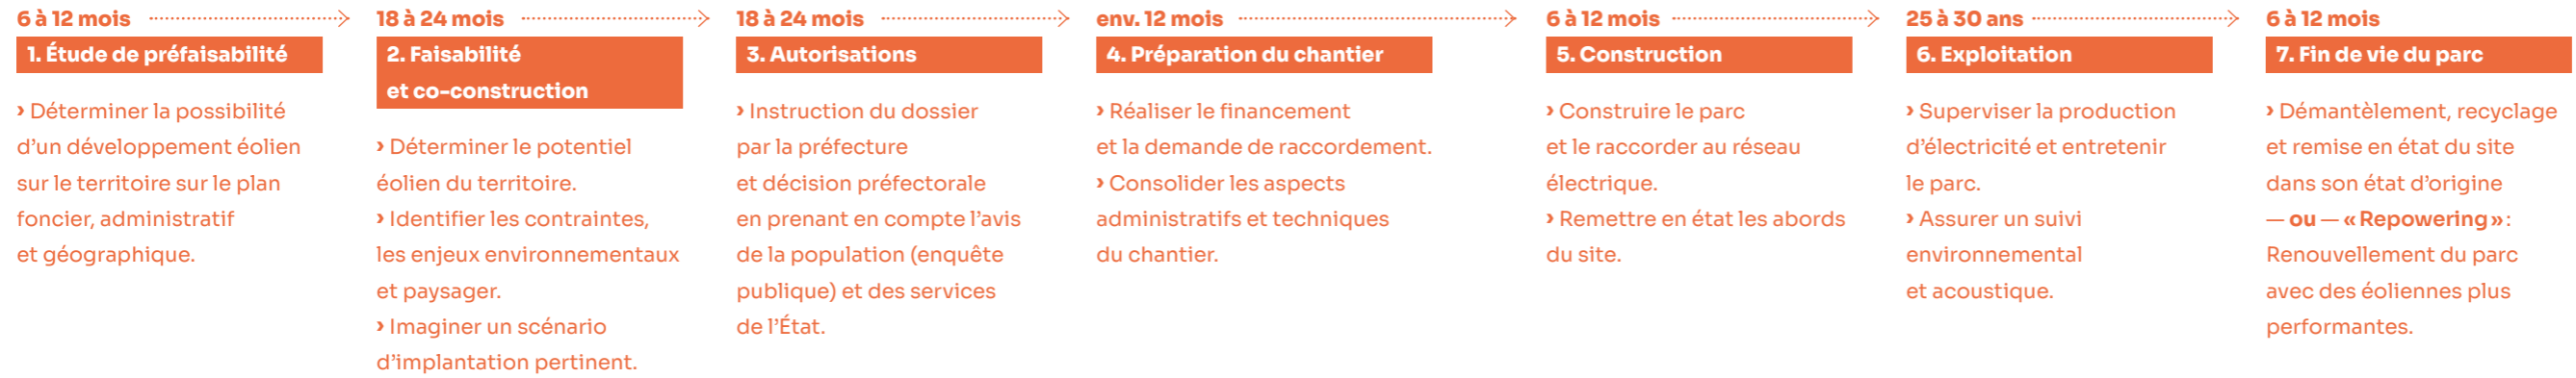 6 à 12 mois
1. Étude de préfaisabilité
› Déterminer la possibilité
d’un développement éolien
sur le territoire sur le plan
foncier, administratif
et géographique.
18 à 24 mois
2. Faisabilité
et co-construction
› Déterminer le potentiel
éolien du territoire.
› Identifier les contraintes,
les enjeux environnementaux
et paysager.
› Imaginer un scénario
d’implantation pertinent.
18 à 24 mois
3. Autorisations
› Instruction du dossier
par la préfecture
et décision préfectorale
en prenant en compte l’avis
de la population (enquête
publique) et des services
de l’État.
env. 12 mois
4. Préparation du chantier
› Réaliser le financement
et la demande de raccordement.
› Consolider les aspects
administratifs et techniques
du chantier.
6 à 12 mois
5. Construction
› Construire le parc
et le raccorder au réseau
électrique.
› Remettre en état les abords
du site.
25 à 30 ans
6. Exploitation
› Superviser la production
d’électricité et entretenir
le parc.
› Assurer un suivi
environnemental
et acoustique.
6 à 12 mois
7. Fin de vie du parc
› Démantèlement, recyclage
et remise en état du site
dans son état d’origine
— ou — « Repowering » :
Renouvellement du parc
avec des éoliennes plus
performantes.